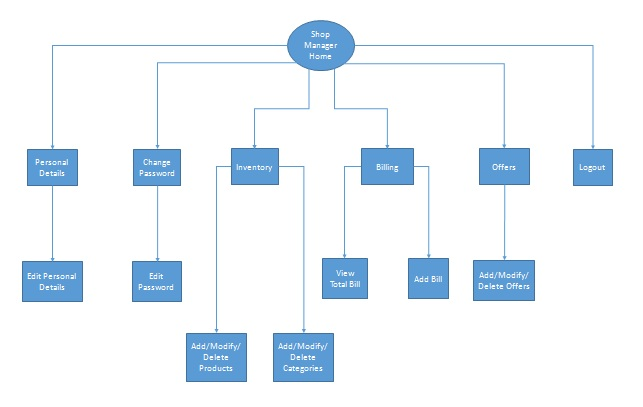 Shop
Manager
Home
Personal
Details
Change
Password
Inventory
Billing
Offers
Logout
Edit Personal
Details
Edit
Password
View
Total Bill
Add Bill
Add/Modify/
Delete Offers
Add/Modify/
Delete
Products
Add/Modify/
Delete
Categories